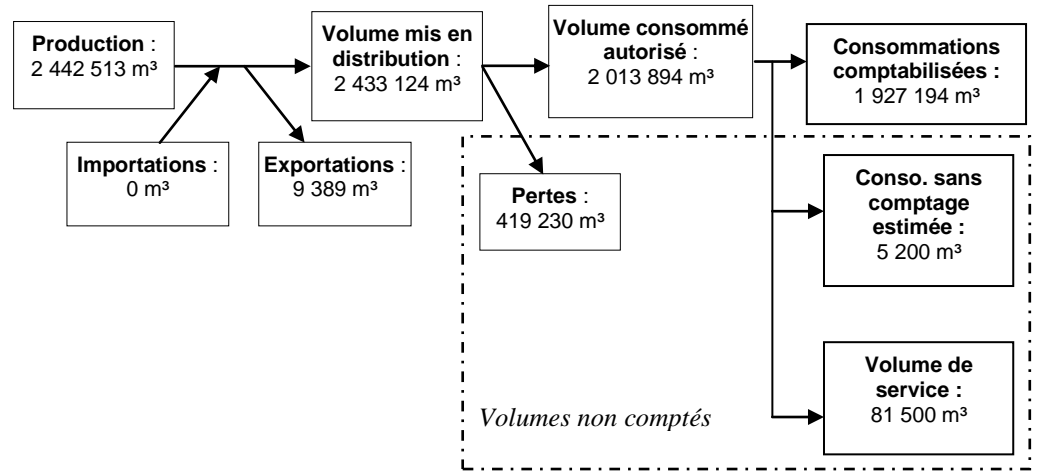 Production :
2 442 513 m³
Volume mis en
distribution :
2 433 124 m³
Volume consommé
autorisé :
2 013 894 m³
Consommations
comptabilisées :
1 927 194 m³
Importations :
0 m³
Exportations :
9 389 m³
Pertes :
419 230 m³
Conso. sans
comptage
estimée :
5 200 m³
Volume de
service :
81 500 m³
Volumes non comptés